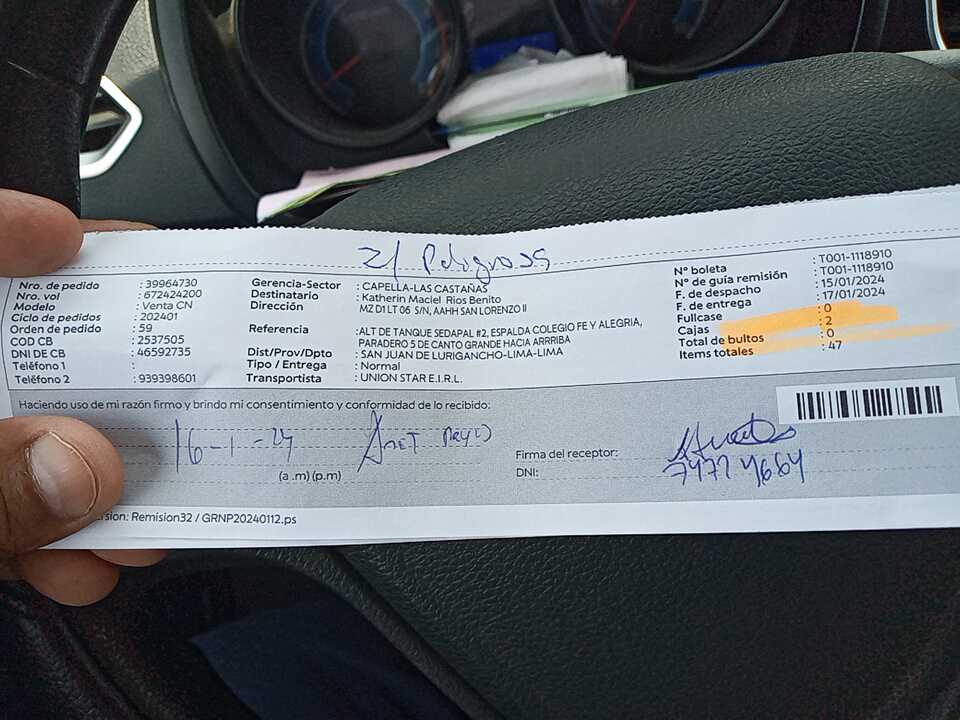 Z1 Peligrosa
Nro. de pedido : 39964730
Nro. vol : 672424200
Modelo : Venta CN
Ciclo de pedidos : 202401
Orden de pedido : 59
COD CB : 2537505
DNI DE CB : 46592735
Teléfono 1 :
Teléfono 2 : 939398601
Gerencia-Sector : CAPELLA-LAS CASTAÑAS
Destinatario : Katherin Maciel Rios Benito
Dirección MZ D1 LT 06 S/N, AAHH SAN LORENZO II
Referencia : ALT DE TANQUE SEDAPAL #2, ESPALDA COLEGIO FE Y ALEGRIA,
PARADERO 5 DE CANTO GRANDE HACIA ARRRIBA
Dist/Prov/Dpto : SAN JUAN DE LURIGANCHO-LIMA-LIMA
Tipo / Entrega : Normal
Transportista : UNION STAR E.I.R.L.
N° boleta : T001-1118910
N° de guía remisión : T001-1118910
F. de despacho : 15/01/2024
F. de entrega : 17/01/2024
Fullcase : 0
Cajas : 2
Total de bultos : 0
Items totales : 47
Haciendo uso de mi razón firmo y brindo mi consentimiento y conformidad de lo recibido:
16-1-24
(a .m) (p.m)
Firma del receptor:
DNI: 74724664
ersion: Remision32 / GRNP20240112.ps